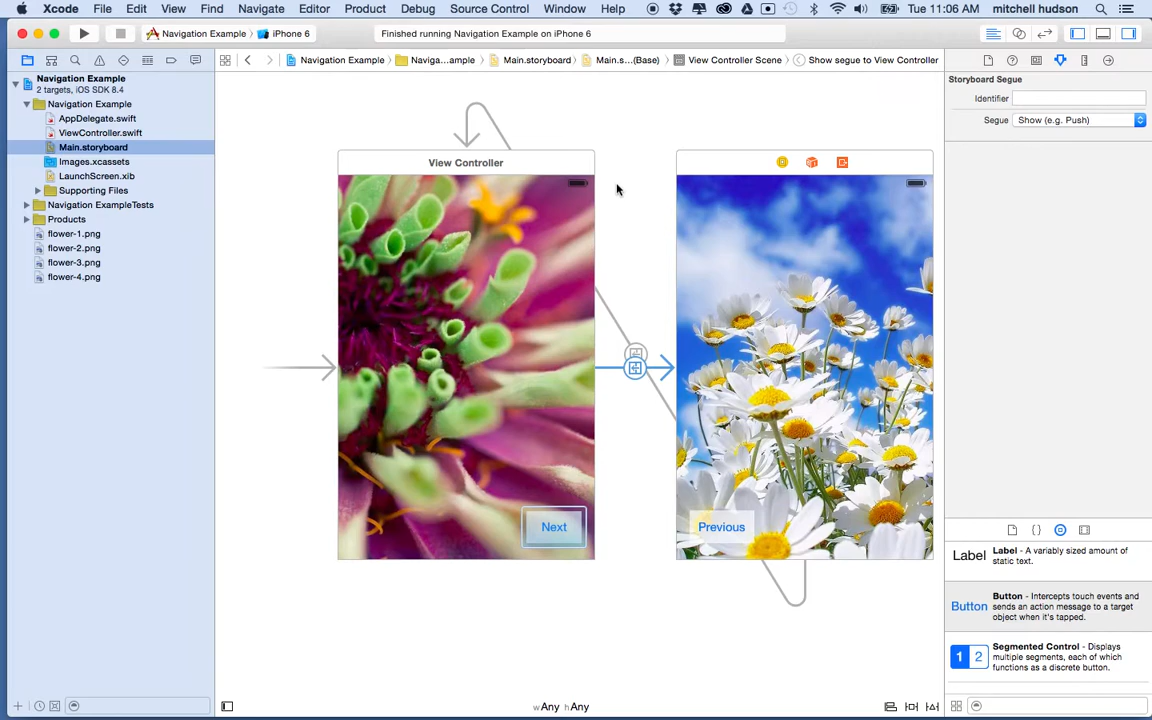 Xcode File Edit View Find Navigate Editor Product Debug Source Control Window Help Tue 11:06 AM mitchell hudson
Navigation Example iPhone 6 Finished running Navigation Example on iPhone 6
Navigation Example Naviga...ample Main.storyboard Main.s...(Base) View Controller Scene Show segue to View Controller
Navigation Example
2 targets, iOS SDK 8.4
Navigation Example
AppDelegate.swift
ViewController.swift
Main.storyboard
Images.xcassets
LaunchScreen.xib
Supporting Files
Navigation ExampleTests
Products
flower-1.png
flower-2.png
flower-3.png
flower-4.png
View Controller
Next
Previous
wAny hAny
Storyboard Segue
Identifier
Segue Show (e.g. Push)
Label Label - A variably sized amount of
static text.
Button Button - Intercepts touch events and
sends an action message to a target
object when it's tapped.
1 2 Segmented Control - Displays
multiple segments, each of which
functions as a discrete button.